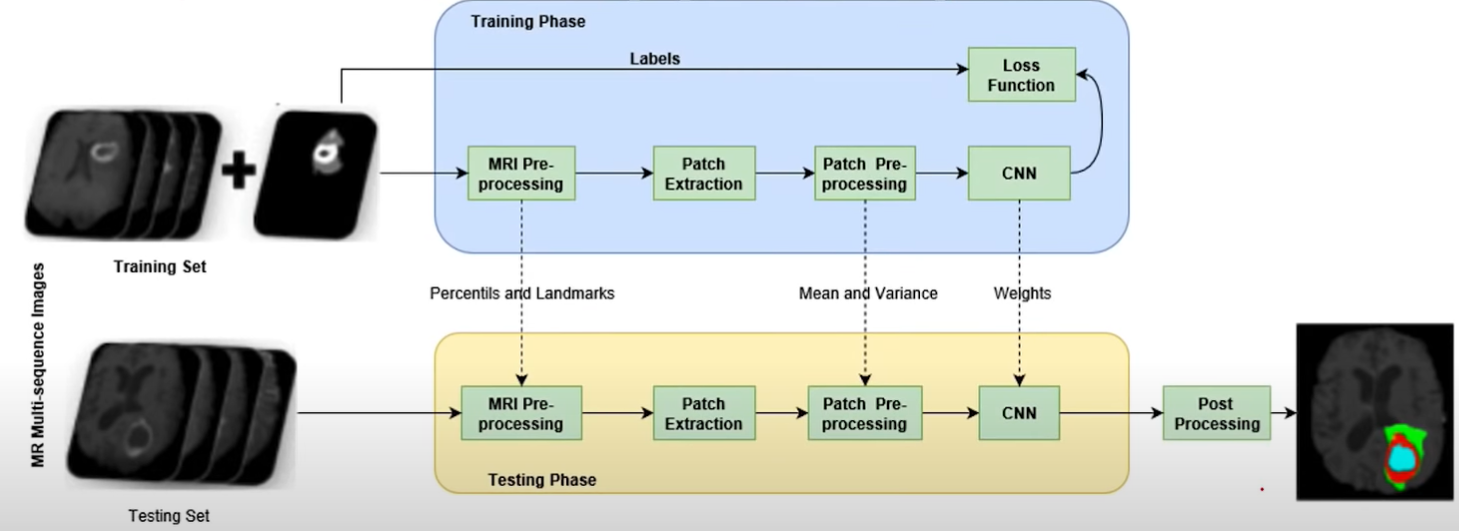 Training Phase
Labels
Loss
Function
MRI Pre-
processing
Patch
Extraction
Patch Pre-
processing
CNN
Training Set
MR Multi-sequence Images
Percentils and Landmarks
Mean and Variance
Weights
MRI Pre-
processing
Patch
Extraction
Patch Pre-
processing
CNN
Post
Processing
Testing Phase
Testing Set